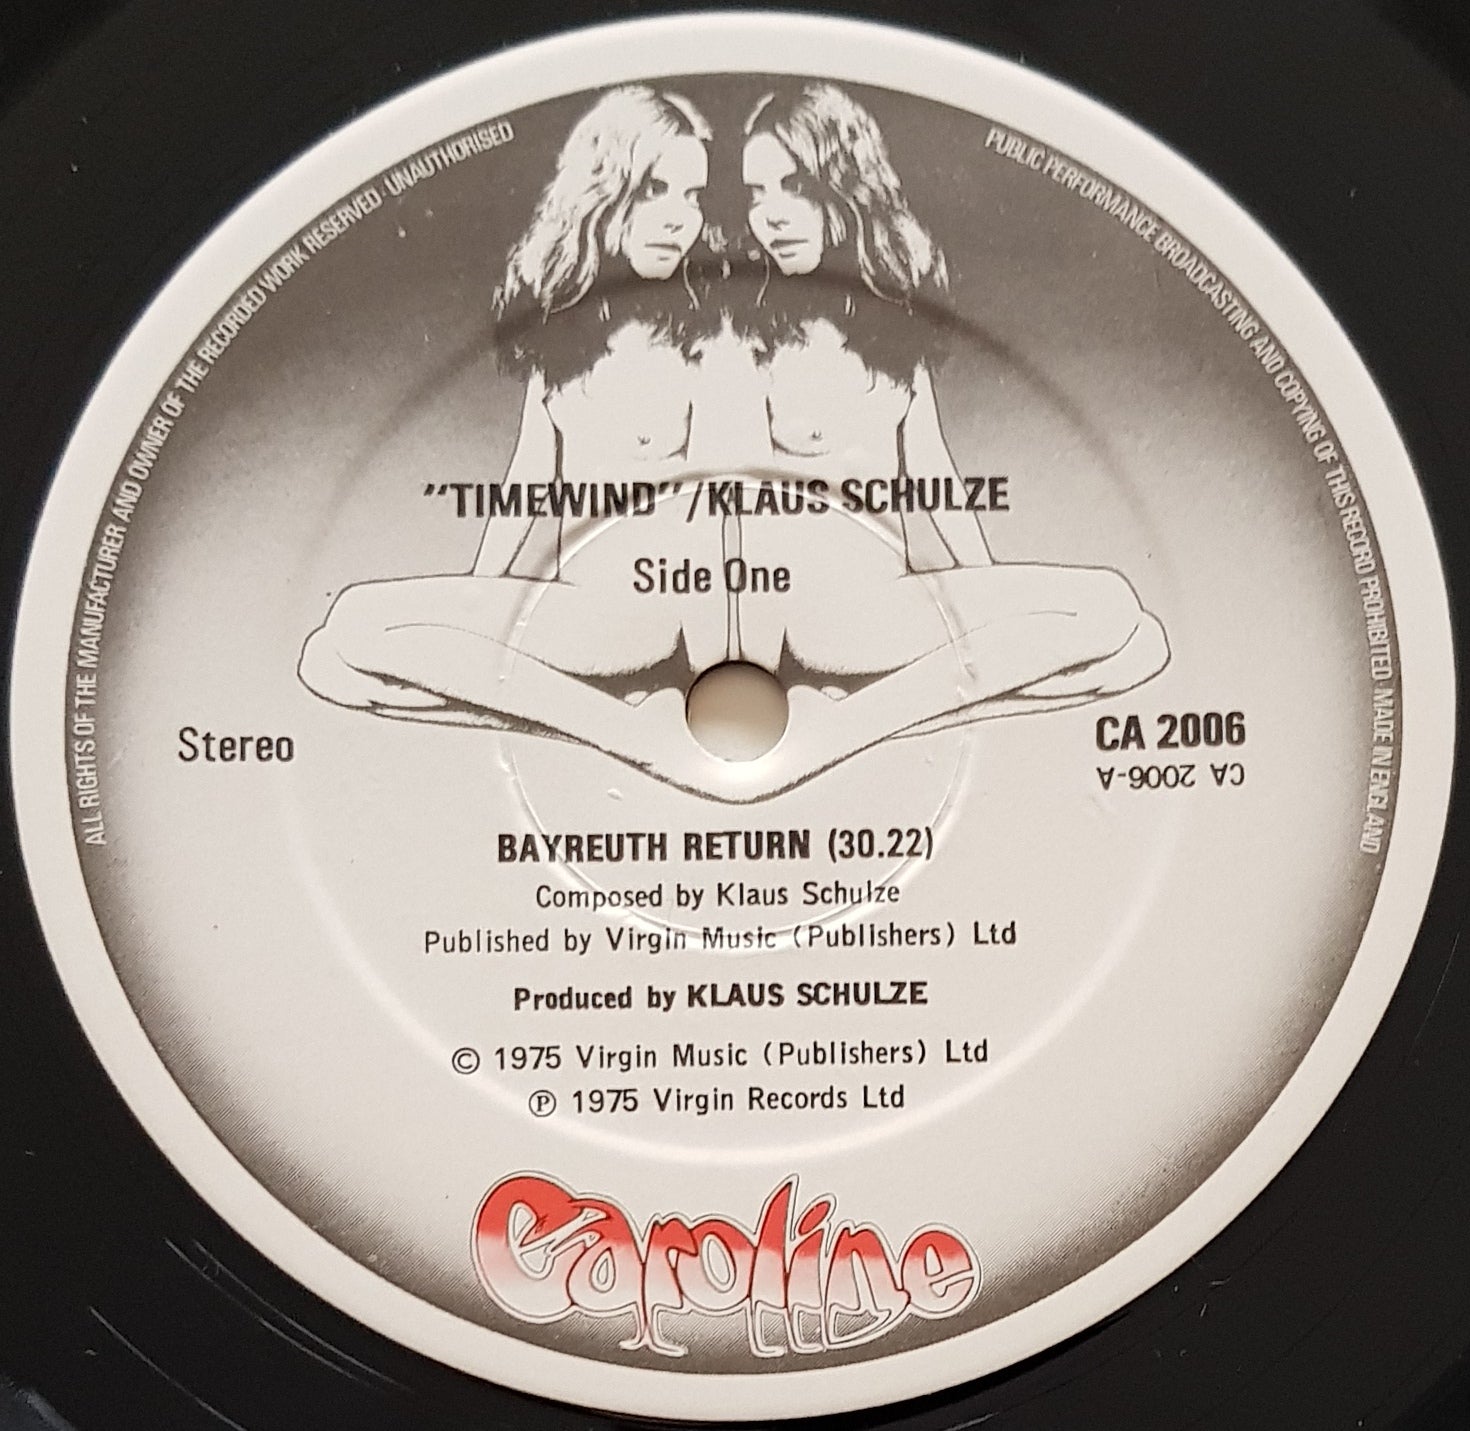 ALL RIGHTS OF THE MANUFACTURER AND OWNER OF THE RECORDED WORK RESERVED · UNAUTHORISED
PUBLIC PERFORMANCE BROADCASTING AND COPYING OF THIS RECORD PROHIBITED · MADE IN ENGLAND
"TIMEWIND"/KLAUS SCHULZE
Side One
Stereo
CA 2006
CA 2006-A
BAYREUTH RETURN (30.22)
Composed by Klaus Schulze
Published by Virgin Music (Publishers) Ltd
Produced by KLAUS SCHULZE
© 1975 Virgin Music (Publishers) Ltd
℗ 1975 Virgin Records Ltd
Caroline